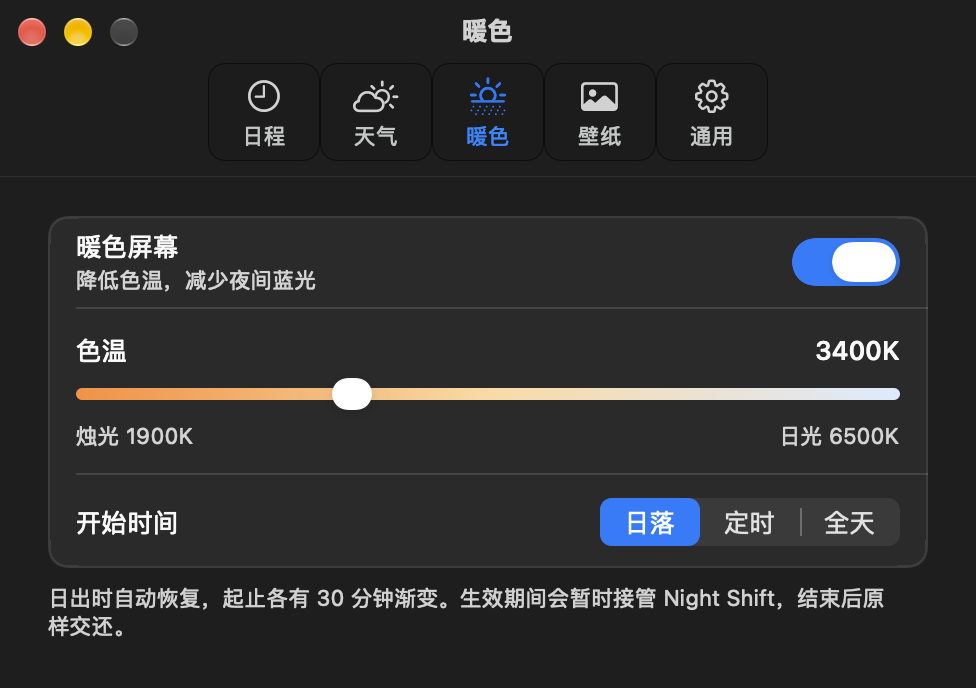 暖色
日程
天气
暖色
壁纸
通用
暖色屏幕
降低色温，减少夜间蓝光
色温
3400K
烛光 1900K
日光 6500K
开始时间
日落
定时
全天
日出时自动恢复，起止各有 30 分钟渐变。生效期间会暂时接管 Night Shift，结束后原
样交还。